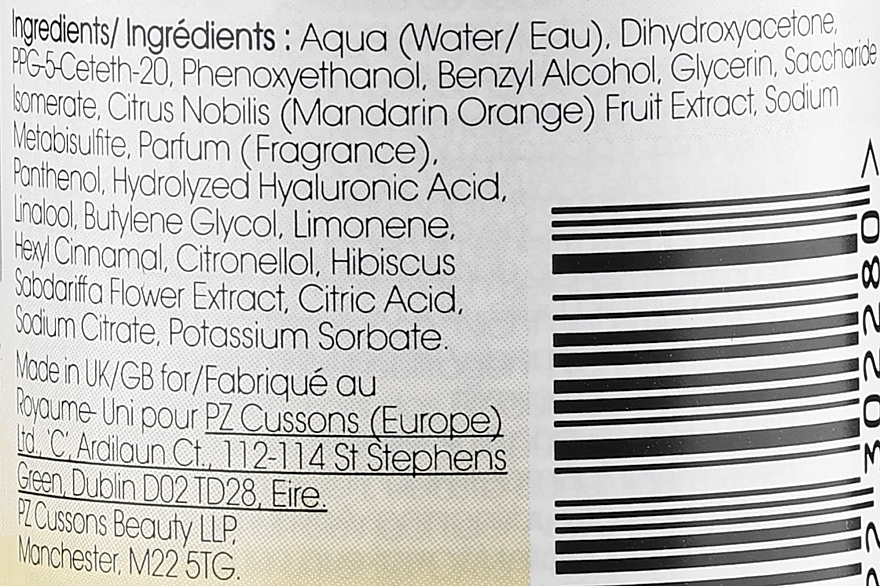 Ingredients/ Ingrédients : Aqua (Water/ Eau), Dihydroxyacetone,
PPG-5-Ceteth-20, Phenoxyethanol, Benzyl Alcohol, Glycerin, Saccharide
Isomerate, Citrus Nobilis (Mandarin Orange) Fruit Extract, Sodium
Metabisulfite, Parfum (Fragrance),
Panthenol, Hydrolyzed Hyaluronic Acid,
Linalool, Butylene Glycol, Limonene,
Hexyl Cinnamal, Citronellol, Hibiscus
Sabdariffa Flower Extract, Citric Acid,
Sodium Citrate, Potassium Sorbate.
Made in UK/GB for/Fabriqué au
Royaume-Uni pour PZ Cussons (Europe)
Ltd., 'C', Ardilaun Ct., 112-114 St Stephens
Green, Dublin D02 TD28, Eire.
PZ Cussons Beauty LLP,
Manchester, M22 5TG.
302280 >